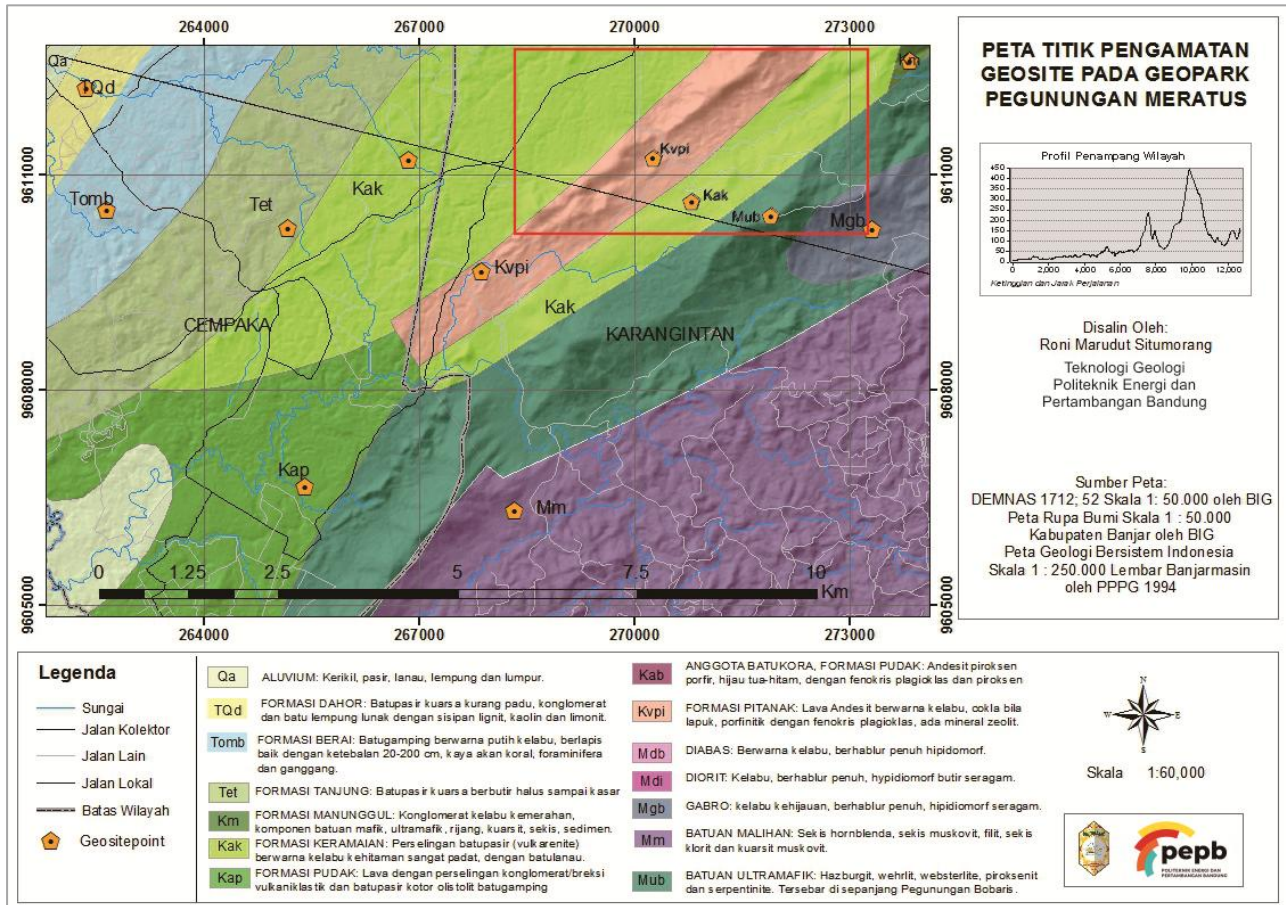 264000
267000
270000
273000
Qa
TQd
Km
Kvpi
9611000
9611000
Tomb
Tet
Kak
Kak
Mub
Mgb
Kvpi
Kak
CEMPAKA
KARANGINTAN
9608000
9608000
Kap
Mm
0 1.25 2.5 5 7.5 10
Km
9605000
9605000
264000
267000
270000
273000
PETA TITIK PENGAMATAN
GEOSITE PADA GEOPARK
PEGUNUNGAN MERATUS
Profil Penampang Wilayah
450
400
350
300
250
200
150
100
50
0
0 2,000 4,000 6,000 8,000 10,000 12,000
Ketinggian dan Jarak Perjalanan
Disalin Oleh:
Roni Marudut Situmorang
Teknologi Geologi
Politeknik Energi dan
Pertambangan Bandung
Sumber Peta:
DEMNAS 1712; 52 Skala 1: 50.000 oleh BIG
Peta Rupa Bumi Skala 1 : 50.000
Kabupaten Banjar oleh BIG
Peta Geologi Bersistem Indonesia
Skala 1 : 250.000 Lembar Banjarmasin
oleh PPPG 1994
Legenda
Sungai
Jalan Kolektor
Jalan Lain
Jalan Lokal
Batas Wilayah
Geositepoint
Qa ALUVIUM: Kerikil, pasir, lanau, lempung dan lumpur.
TQd FORMASI DAHOR: Batupasir kuarsa kurang padu, konglomerat
dan batu lempung lunak dengan sisipan lignit, kaolin dan limonit.
Tomb FORMASI BERAI: Batugamping berwarna putih kelabu, berlapis
baik dengan ketebalan 20-200 cm, kaya akan koral, foraminifera
dan ganggang.
Tet FORMASI TANJUNG: Batupasir kuarsa berbutir halus sampai kasar
Km FORMASI MANUNGGUL: Konglomerat kelabu kemerahan,
komponen batuan mafik, ultramafik, rijang, kuarsit, sekis, sedimen.
Kak FORMASI KERAMAIAN: Perselingan batupasir (vulkarenite)
berwarna kelabu kehitaman sangat padat, dengan batulanau.
Kap FORMASI PUDAK: Lava dengan perselingan konglomerat/breksi
vulkaniklastik dan batupasir kotor olistolit batugamping
Kab ANGGOTA BATUKORA, FORMASI PUDAK: Andesit piroksen
porfir, hijau tua-hitam, dengan fenokris plagioklas dan piroksen
Kvpi FORMASI PITANAK: Lava Andesit berwarna kelabu, cokla bila
lapuk, porfinitik dengan fenokris plagioklas, ada mineral zeolit.
Mdb DIABAS: Berwarna kelabu, berhablur penuh hipidomorf.
Mdi DIORIT: Kelabu, berhablur penuh, hypidiomorf butir seragam.
Mgb GABRO: kelabu kehijauan, berhablur penuh, hipidiomorf seragam.
Mm BATUAN MALIHAN: Sekis hornblenda, sekis muskovit, filit, sekis
klorit dan kuarsit muskovit.
Mub BATUAN ULTRAMAFIK: Hazburgit, wehrlit, websterlite, piroksenit
dan serpentinite. Tersebar di sepanjang Pegunungan Bobaris.
N
W E
S
Skala 1:60,000
pepb
POLITEKNIK ENERGI DAN
PERTAMBANGAN BANDUNG